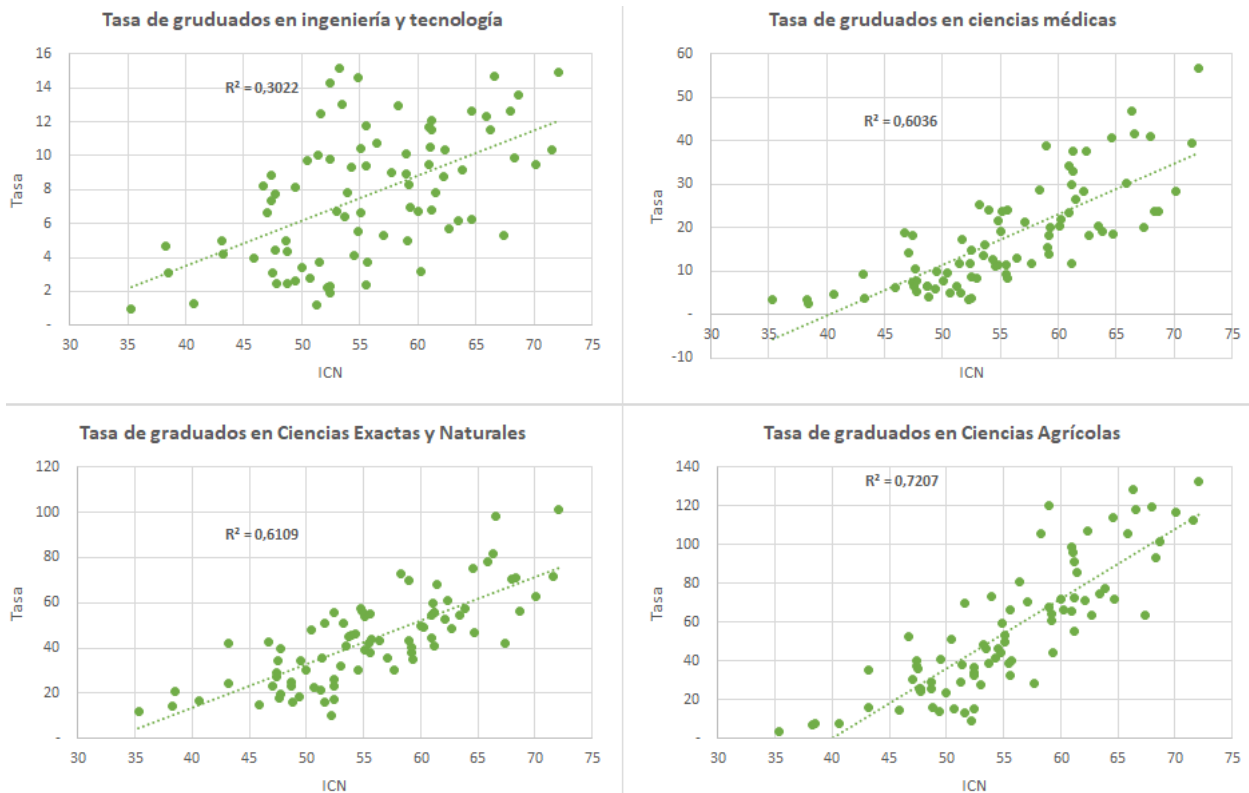 Tasa de gruduados en ingeniería y tecnología
16
14
12
10
8
6
4
2
-
R² = 0,3022
Tasa
30 35 40 45 50 55 60 65 70 75
ICN
Tasa de gruduados en ciencias médicas
60
50
40
30
20
10
-
-10
R² = 0,6036
Tasa
30 35 40 45 50 55 60 65 70 75
ICN
Tasa de graduados en Ciencias Exactas y Naturales
120
100
80
60
40
20
-
R² = 0,6109
Tasa
30 35 40 45 50 55 60 65 70 75
ICN
Tasa de graduados en Ciencias Agrícolas
140
120
100
80
60
40
20
-
R² = 0,7207
Tasa
30 35 40 45 50 55 60 65 70 75
ICN